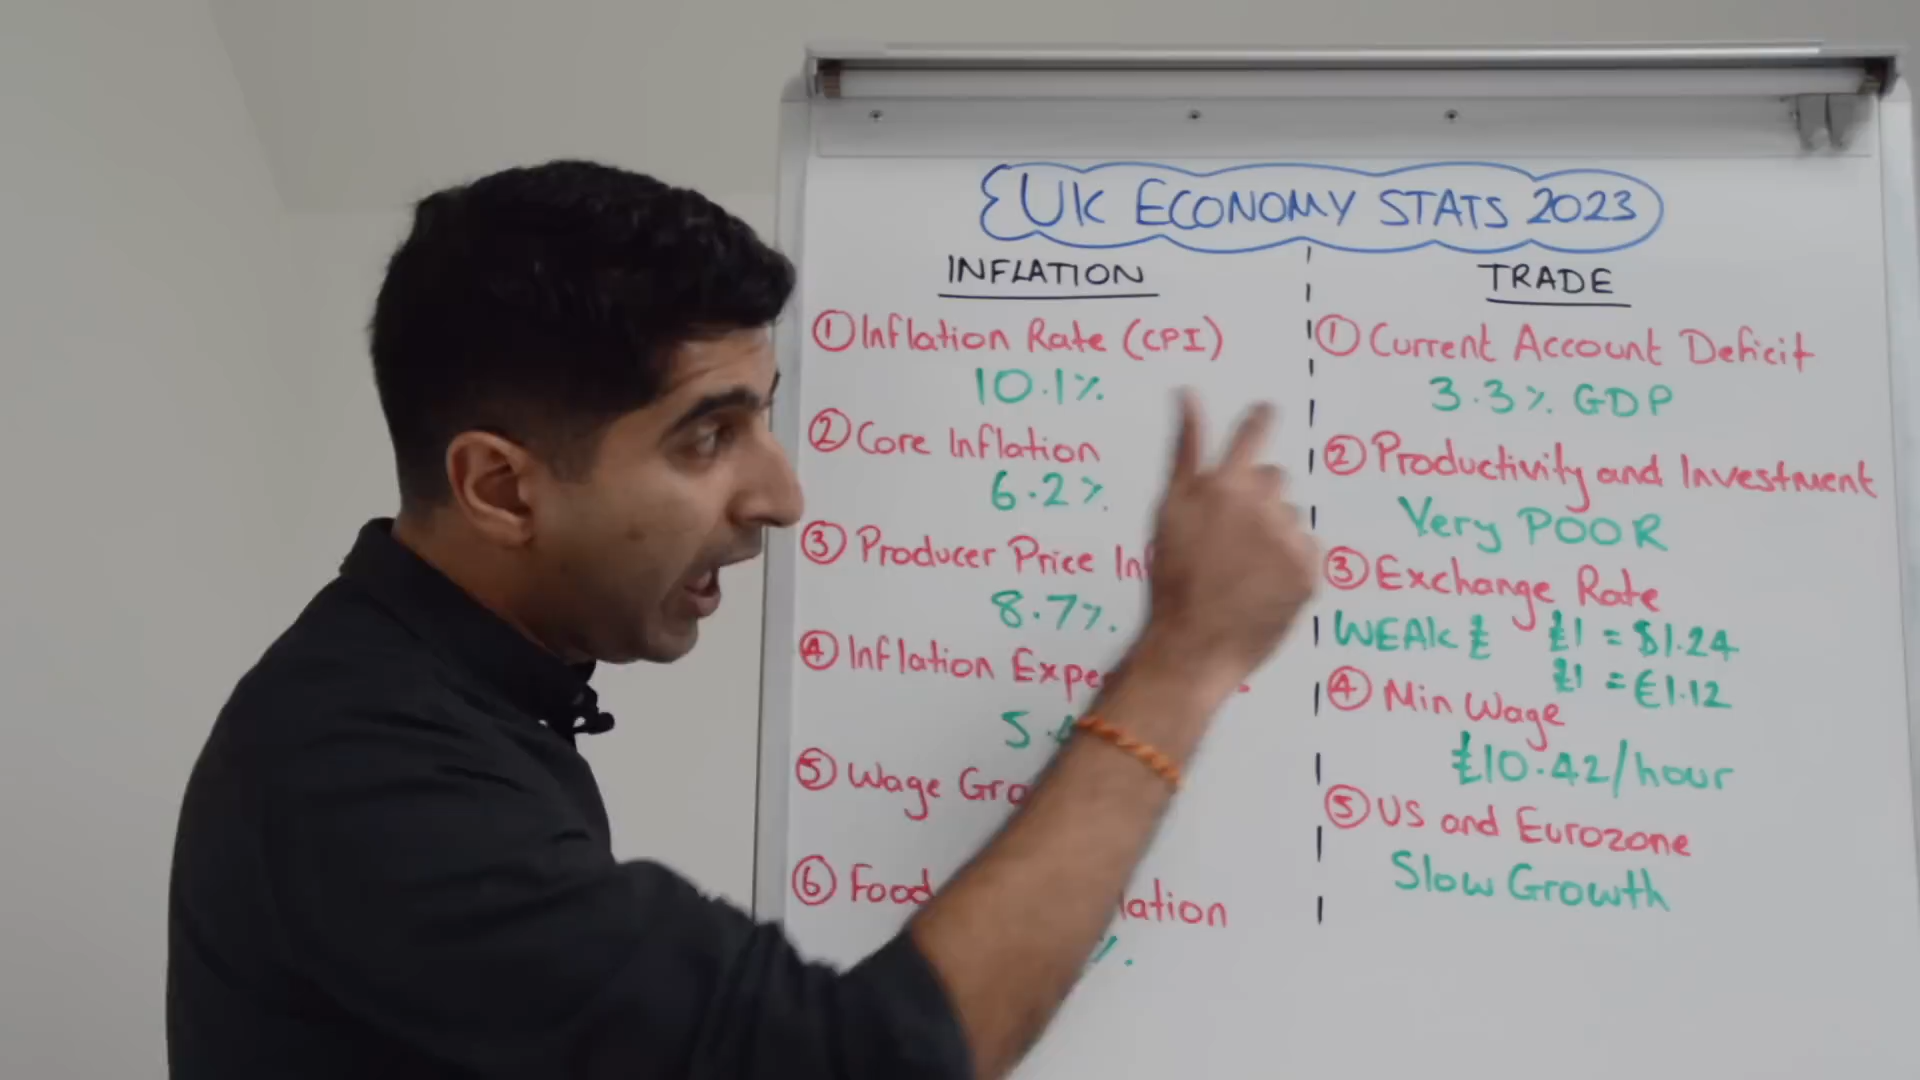 UK ECONOMY STATS 2023
INFLATION
① Inflation Rate (CPI)
10.1%
② Core Inflation
6.2%
③ Producer Price
8.7%
④ Inflation
⑤ Wage
⑥ Food
%
TRADE
① Current Account Deficit
3.3% GDP
② Productivity and Investment
Very POOR
③ Exchange Rate
WEAK £ £1 = $1.24
£1 = €1.12
④ Min Wage
£10.42/hour
⑤ US and Eurozone
Slow Growth